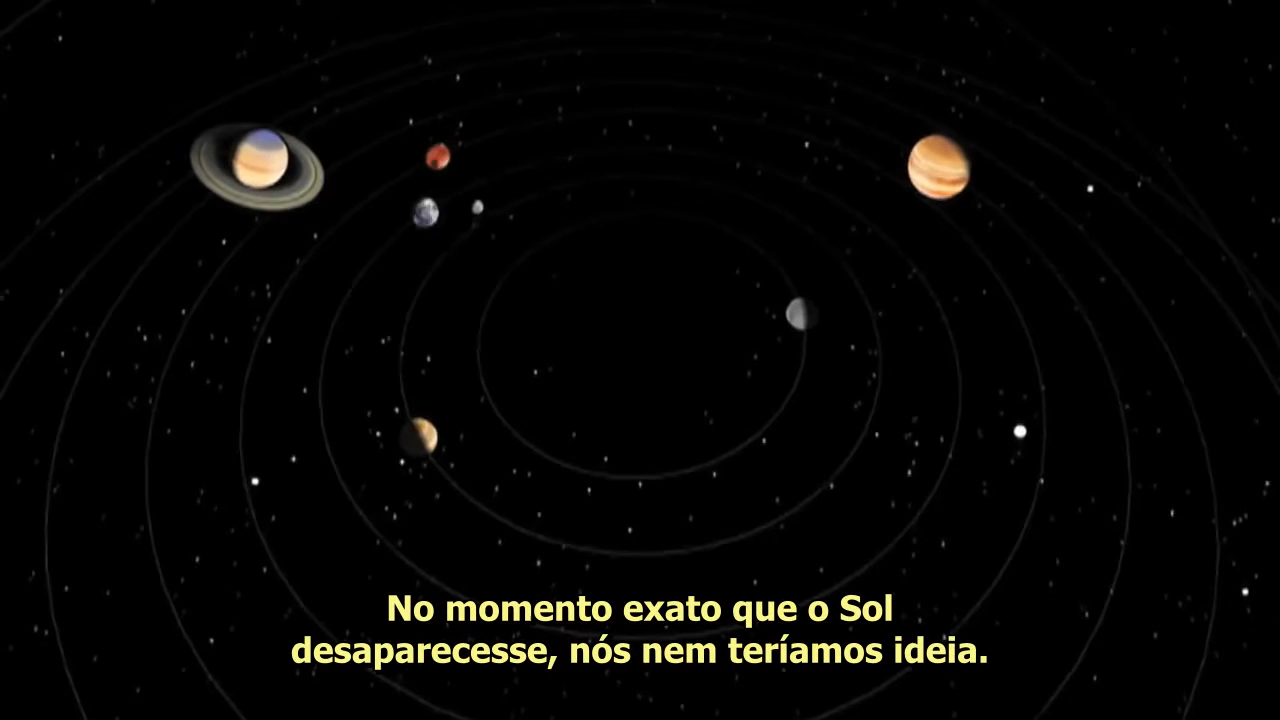 No momento exato que o Sol
desaparecesse, nós nem teríamos ideia.